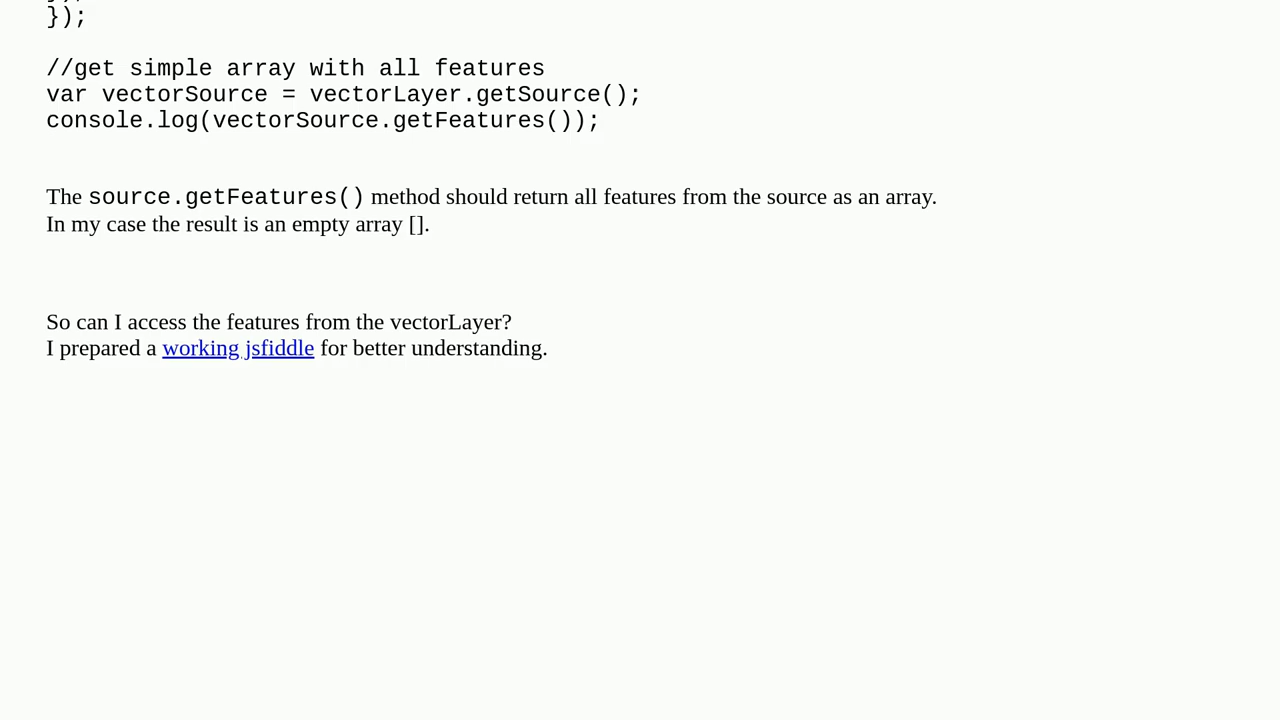 });
//get simple array with all features
var vectorSource = vectorLayer.getSource();
console.log(vectorSource.getFeatures());
The source.getFeatures() method should return all features from the source as an array.
In my case the result is an empty array [].
So can I access the features from the vectorLayer?
I prepared a working jsfiddle for better understanding.